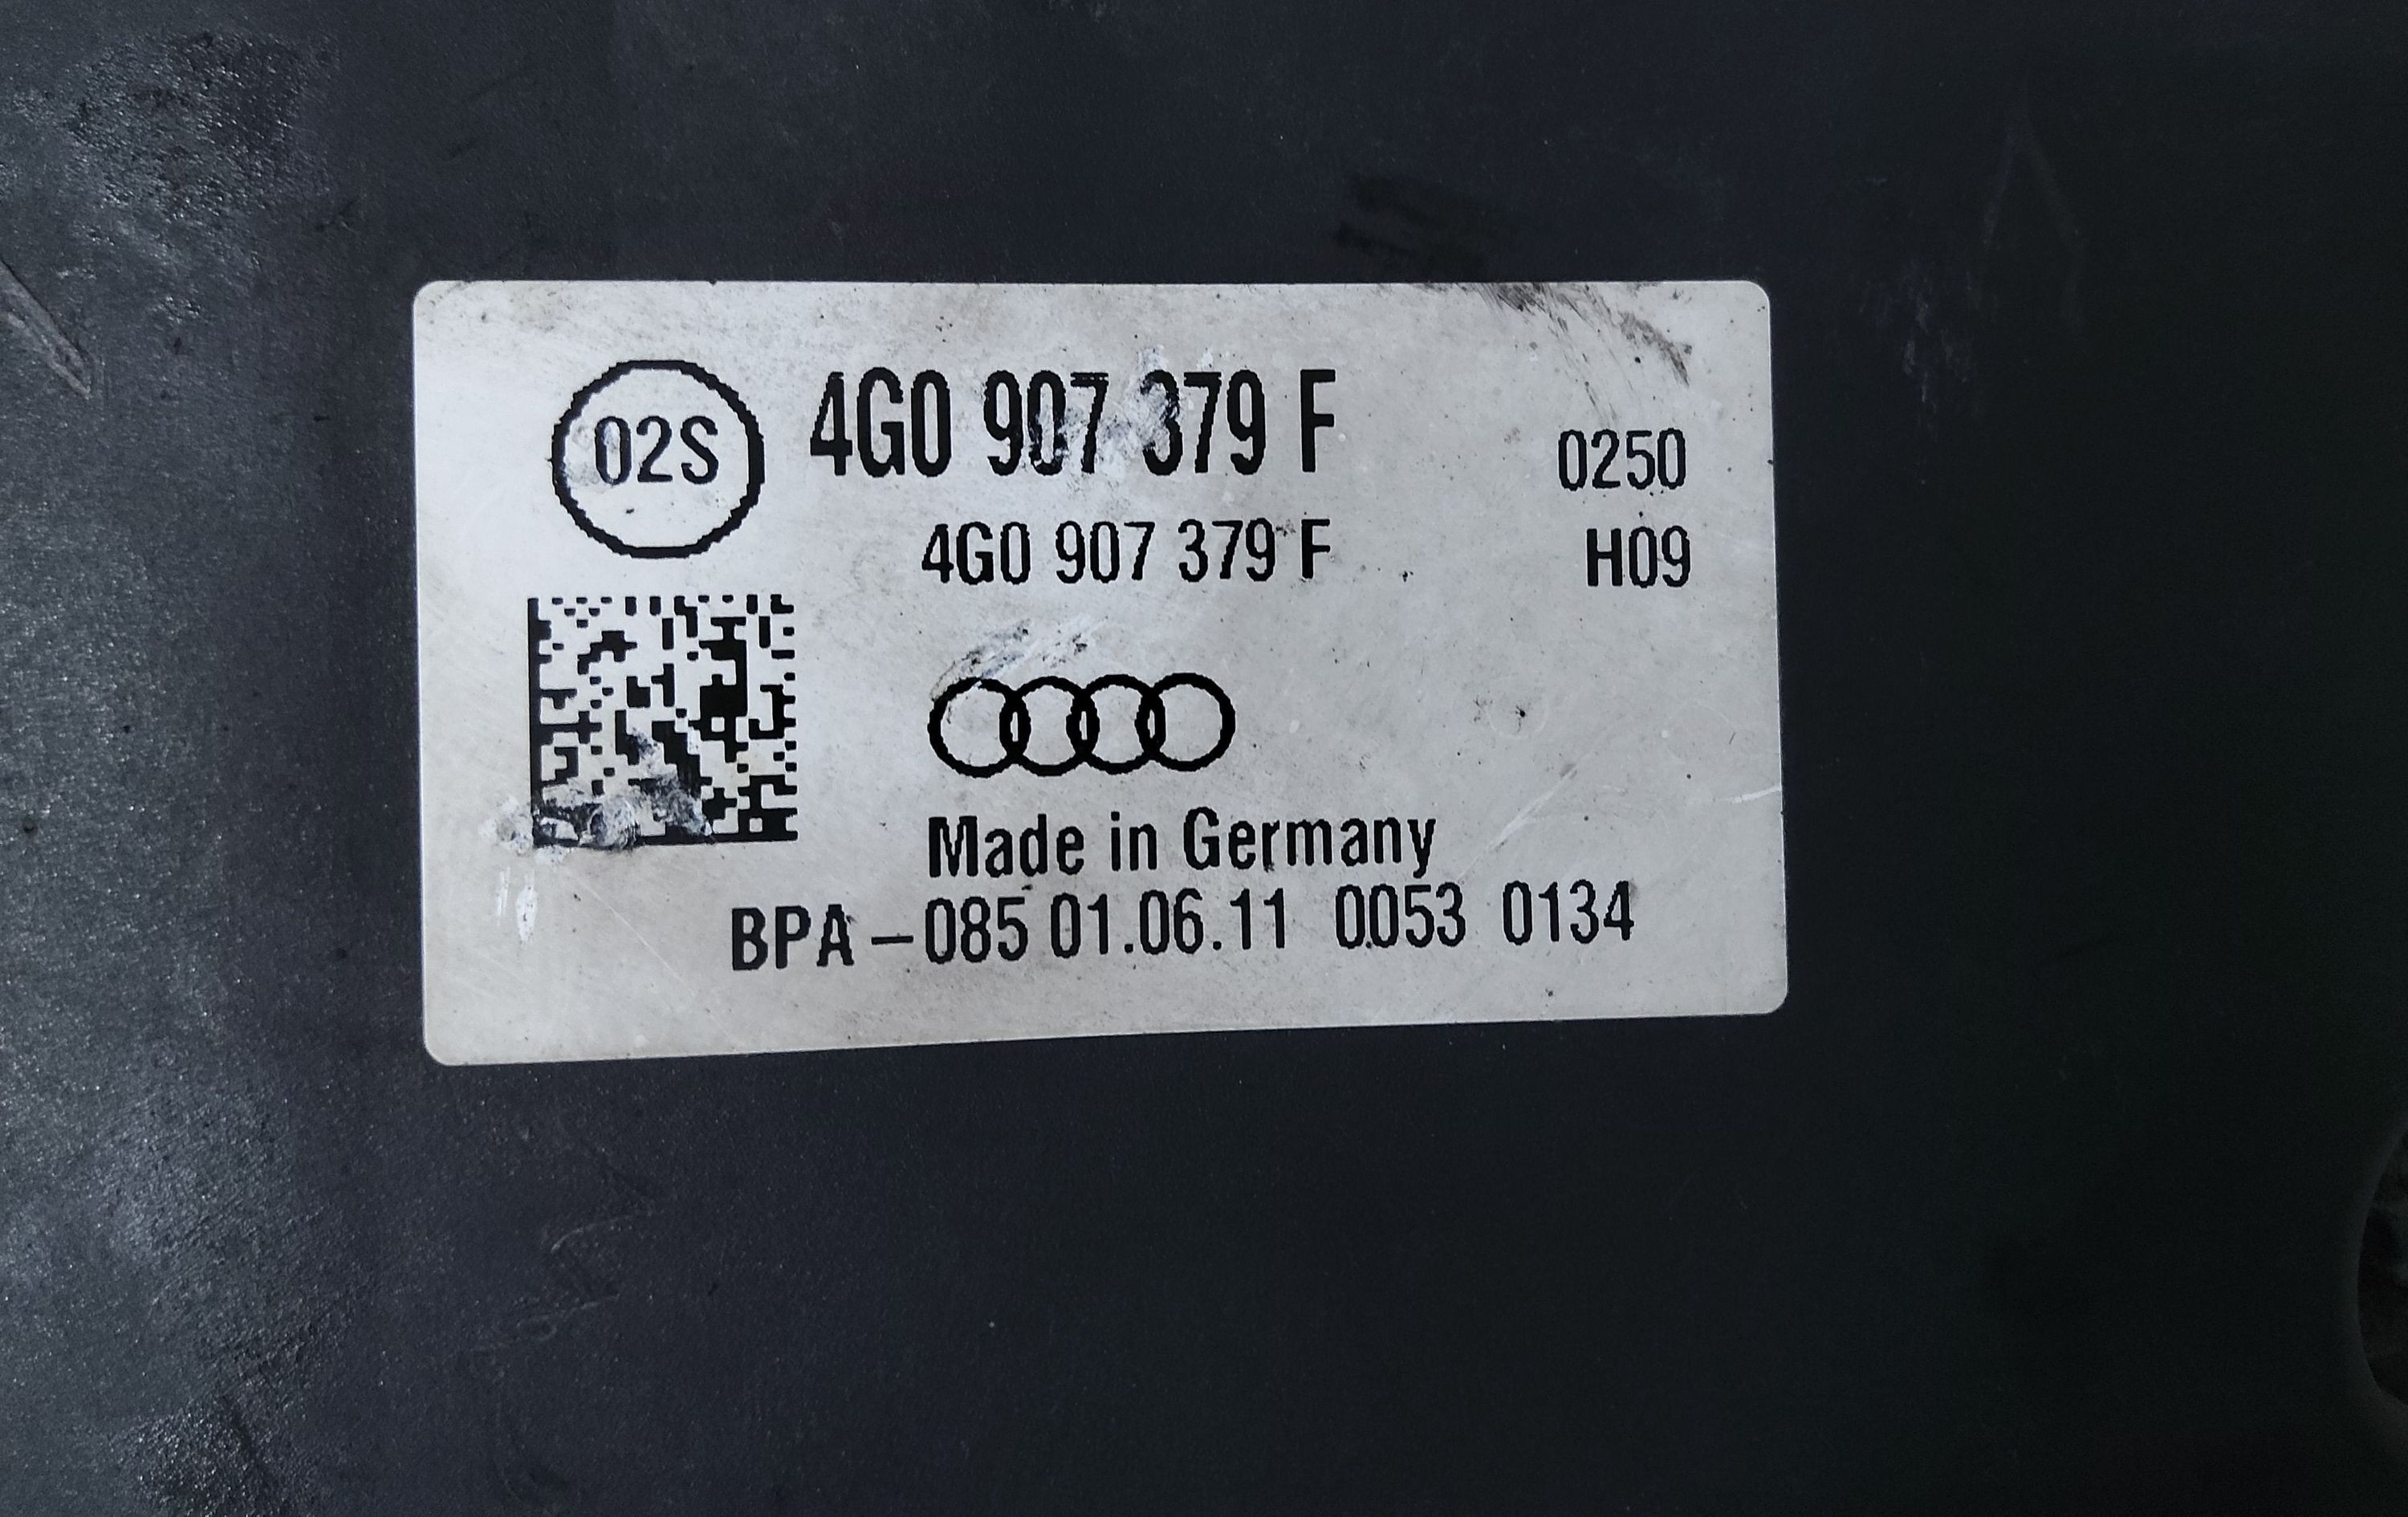 02S 4G0 907 379 F
0250
4G0 907 379 F
H09
Made in Germany
BPA-085 01.06.11 0053 0134